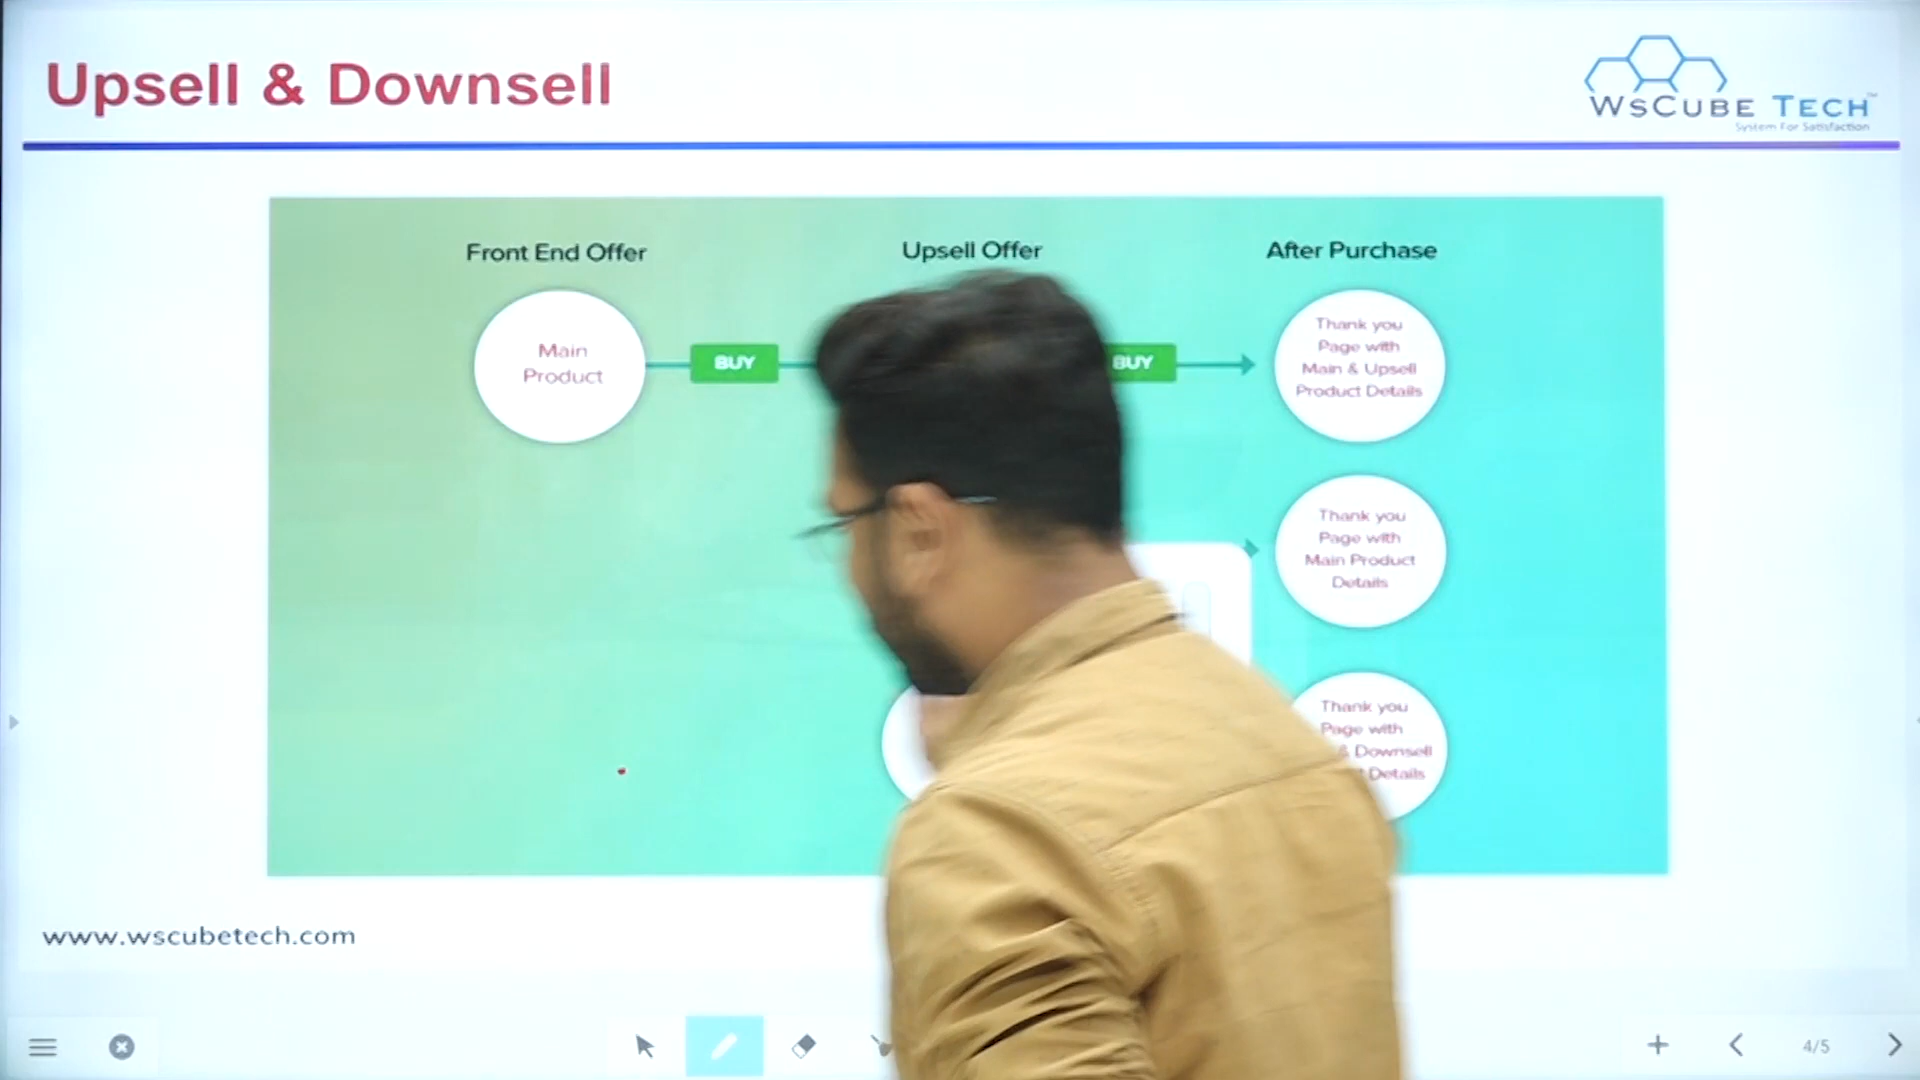 Upsell & Downsell
WSCUBE TECH™
System For Satisfaction
Front End Offer
Upsell Offer
After Purchase
Main
Product
BUY
BUY
Thank you
Page with
Main & Upsell
Product Details
Thank you
Page with
Main Product
Details
Thank you
Page with
& Downsell
Details
www.wscubetech.com
4/5